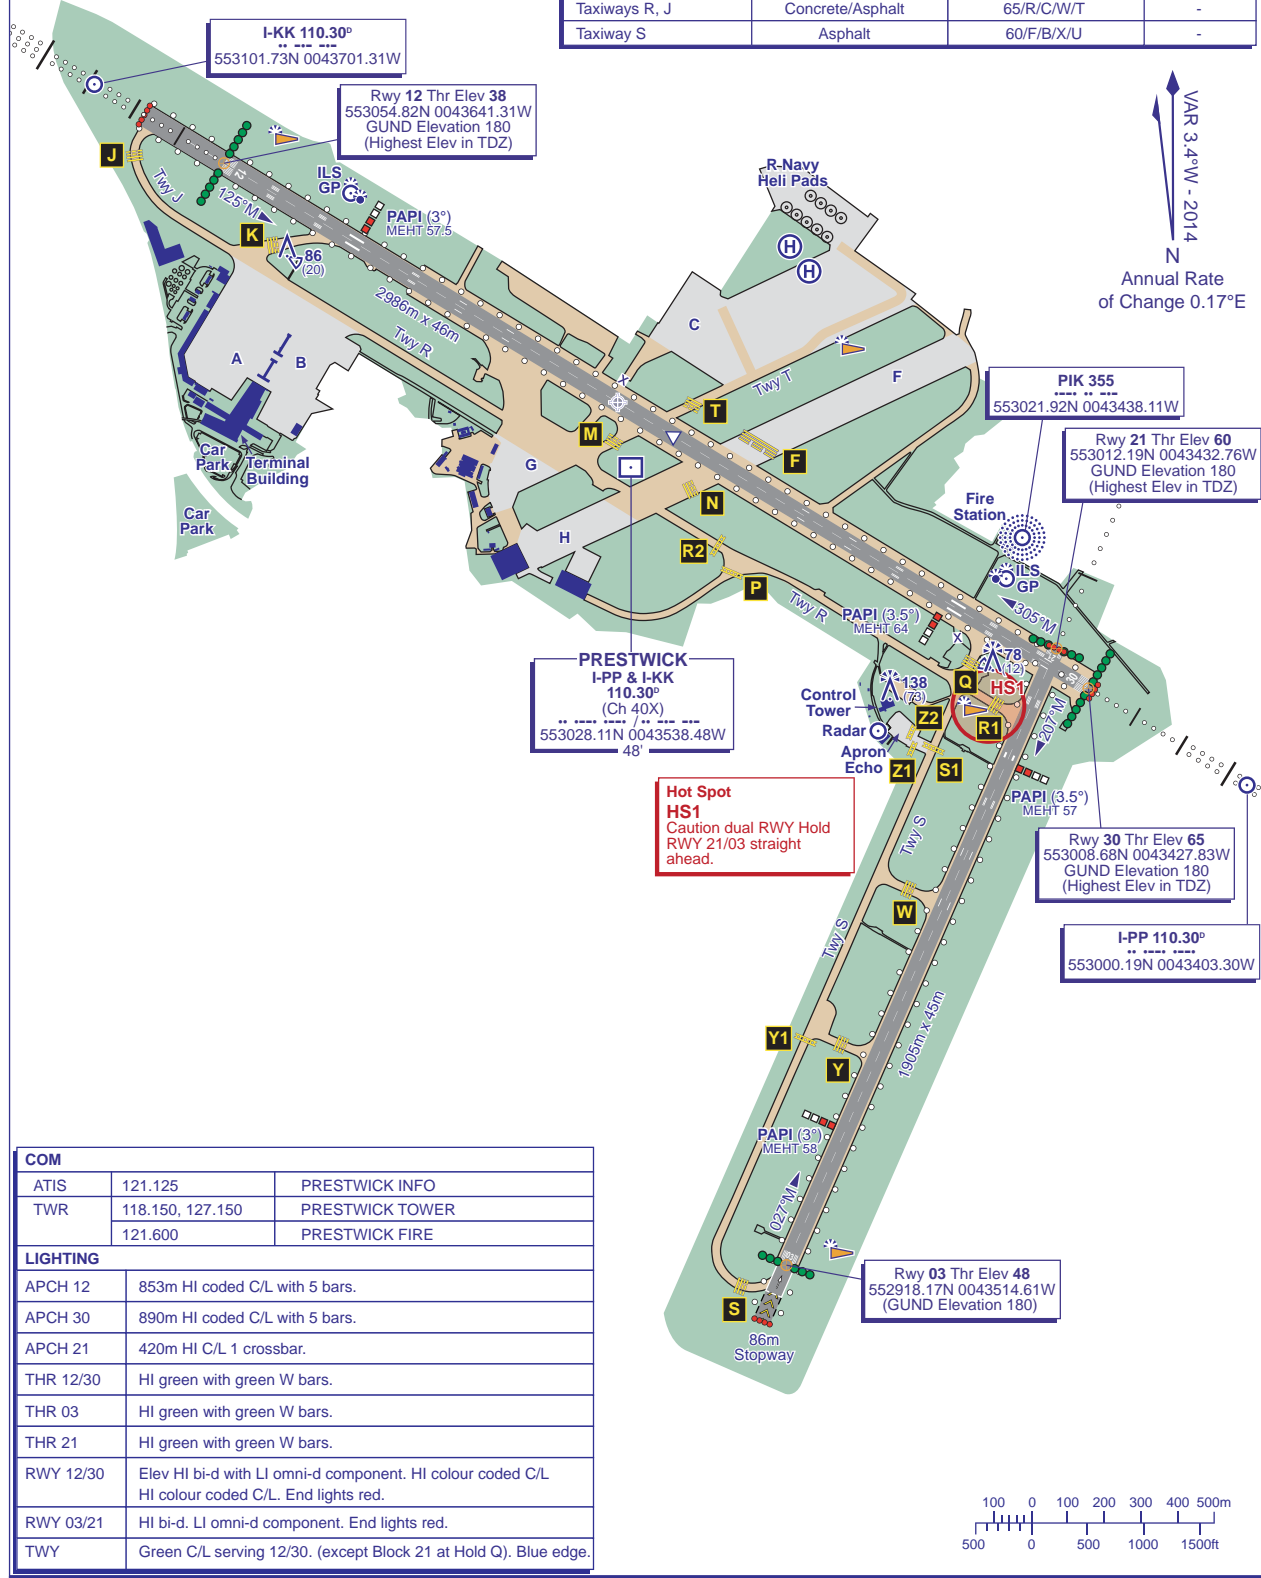 Taxiways R, J Concrete/Asphalt 65/R/C/W/T -
Taxiway S Asphalt 60/F/B/X/U -
I-KK 110.30D
553101.73N 0043701.31W
Rwy 12 Thr Elev 38
553054.82N 0043641.31W
GUND Elevation 180
(Highest Elev in TDZ)
VAR 3.4°W - 2014
N
Annual Rate
of Change 0.17°E
J
Twy J
12
125°M
ILS
GP
PAPI (3°)
MEHT 57.5
K
86
(20)
R-Navy
Heli Pads
H
H
2986m x 46m
Twy R
C
A
B
F
Twy T
X
T
M
F
PIK 355
553021.92N 0043438.11W
Rwy 21 Thr Elev 60
553012.19N 0043432.76W
GUND Elevation 180
(Highest Elev in TDZ)
Car
Park
Terminal
Building
Car
Park
G
H
N
R2
P
Fire
Station
ILS
GP
Twy R
305°M
PAPI (3.5°)
MEHT 64
X
78
(12)
Q
HS1
30
PRESTWICK
I-PP & I-KK
110.30D
(Ch 40X)
553028.11N 0043538.48W
48'
138
(73)
Control
Tower
Radar
Apron
Echo
Z2
R1
Z1
S1
207°M
PAPI (3.5°)
MEHT 57
Hot Spot
HS1
Caution dual RWY Hold
RWY 21/03 straight
ahead.
Twy S
Rwy 30 Thr Elev 65
553008.68N 0043427.83W
GUND Elevation 180
(Highest Elev in TDZ)
W
Twy S
I-PP 110.30D
553000.19N 0043403.30W
1905m x 45m
Y1
Y
PAPI (3°)
MEHT 58
027°M
Rwy 03 Thr Elev 48
552918.17N 0043514.61W
(GUND Elevation 180)
S
86m
Stopway
COM
ATIS 121.125 PRESTWICK INFO
TWR 118.150, 127.150 PRESTWICK TOWER
121.600 PRESTWICK FIRE
LIGHTING
APCH 12 853m HI coded C/L with 5 bars.
APCH 30 890m HI coded C/L with 5 bars.
APCH 21 420m HI C/L 1 crossbar.
THR 12/30 HI green with green W bars.
THR 03 HI green with green W bars.
THR 21 HI green with green W bars.
RWY 12/30 Elev HI bi-d with LI omni-d component. HI colour coded C/L
HI colour coded C/L. End lights red.
RWY 03/21 HI bi-d. LI omni-d component. End lights red.
TWY Green C/L serving 12/30. (except Block 21 at Hold Q). Blue edge.
100 0 100 200 300 400 500m
500 0 500 1000 1500ft